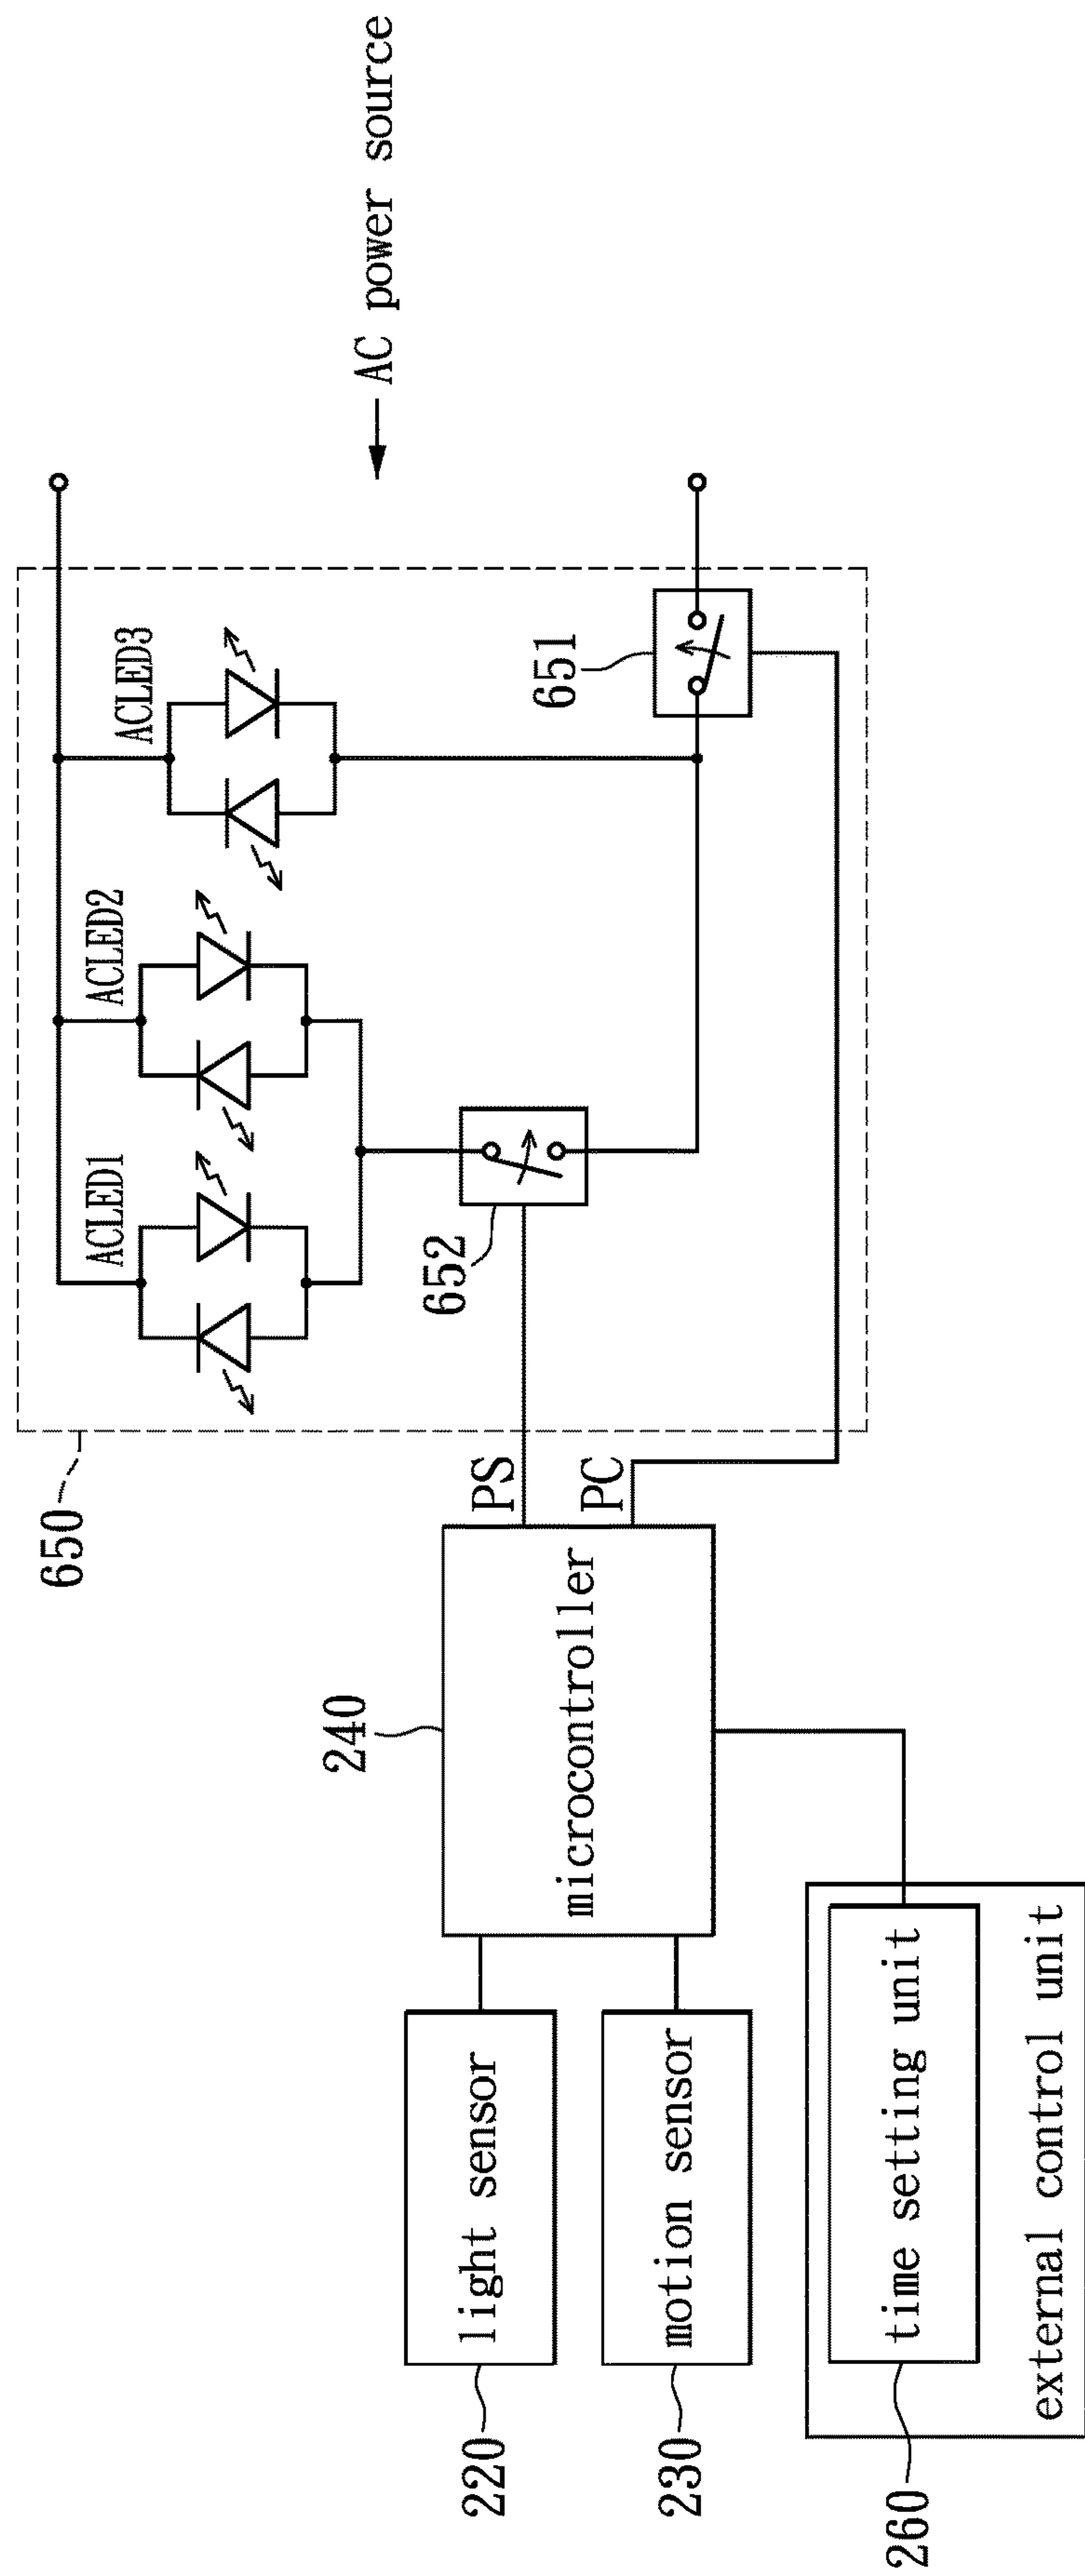 220
light sensor
230
motion sensor
260
time setting unit
external control unit
240
microcontroller
PS
PC
650
ACLED1
ACLED2
ACLED3
652
651
AC power source